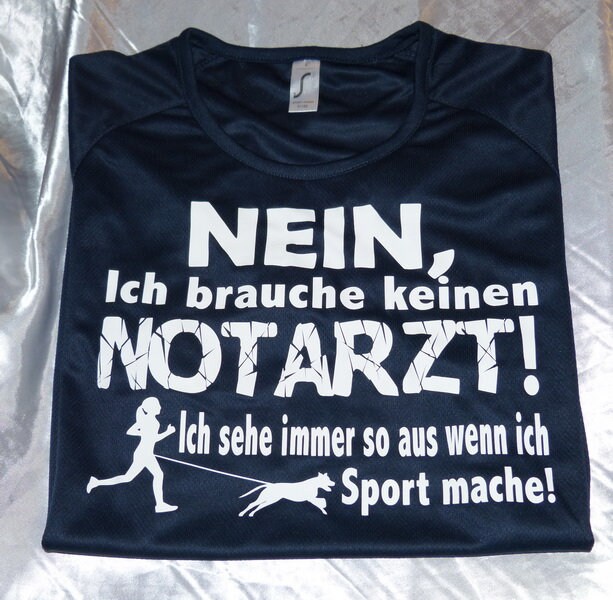 NEIN,
Ich brauche keinen
NOTARZT!
Ich sehe immer so aus wenn ich
Sport mache!